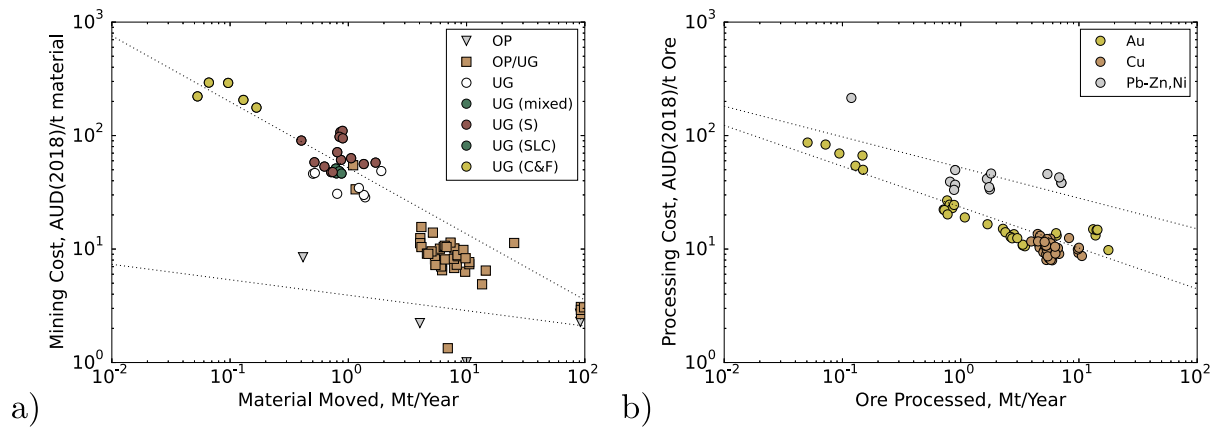 10^3
10^2
10^1
10^0
10^-2
10^-1
10^0
10^1
10^2
Mining Cost, AUD(2018)/t material
Material Moved, Mt/Year
OP
OP/UG
UG
UG (mixed)
UG (S)
UG (SLC)
UG (C&F)
a)
10^3
10^2
10^1
10^0
10^-2
10^-1
10^0
10^1
10^2
Processing Cost, AUD(2018)/t Ore
Ore Processed, Mt/Year
Au
Cu
Pb-Zn,Ni
b)